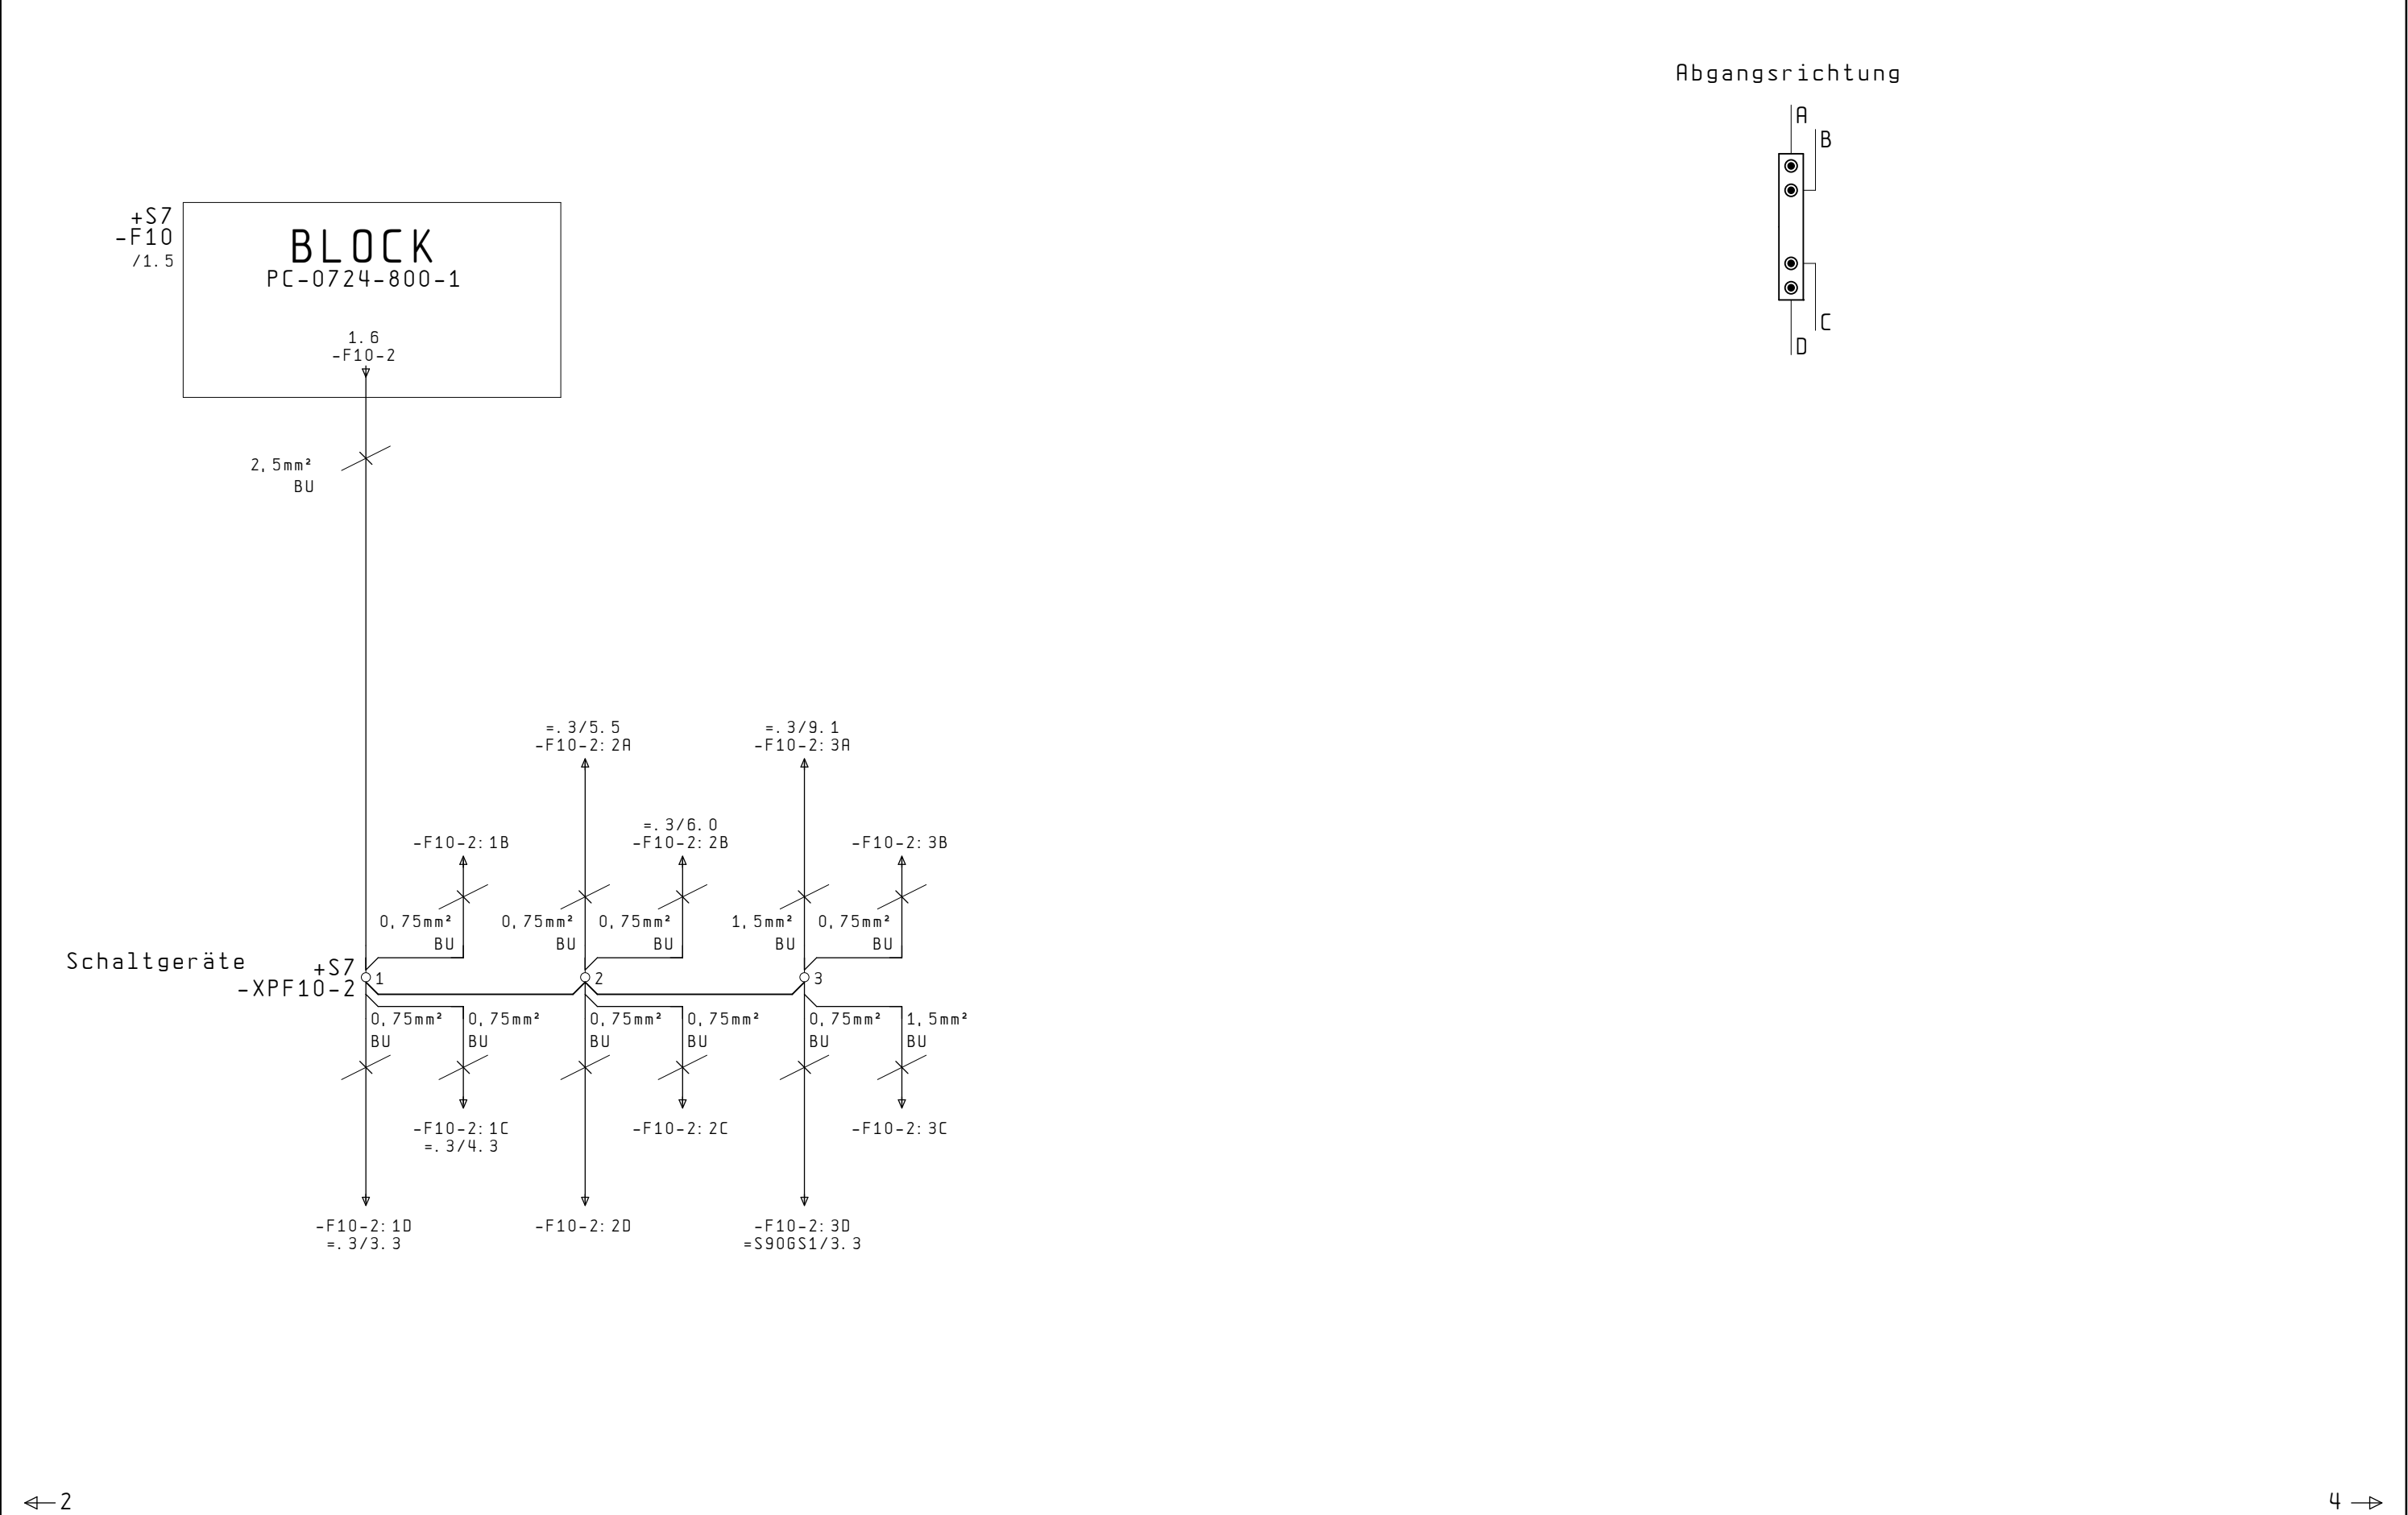 Abgangsrichtung
A
B
C
D
+S7
-F10
/1.5
BLOCK
PC-0724-800-1
1.6
-F10-2
2,5mm²
BU
=.3/5.5
-F10-2:2A
=.3/9.1
-F10-2:3A
-F10-2:1B
=.3/6.0
-F10-2:2B
-F10-2:3B
0,75mm²
BU
0,75mm²
BU
0,75mm²
BU
1,5mm²
BU
0,75mm²
BU
Schaltgeräte
+S7
-XPF10-2
1
2
3
0,75mm²
BU
0,75mm²
BU
0,75mm²
BU
0,75mm²
BU
0,75mm²
BU
1,5mm²
BU
-F10-2:1C
=.3/4.3
-F10-2:2C
-F10-2:3C
-F10-2:1D
=.3/3.3
-F10-2:2D
-F10-2:3D
=S90GS1/3.3
2
4